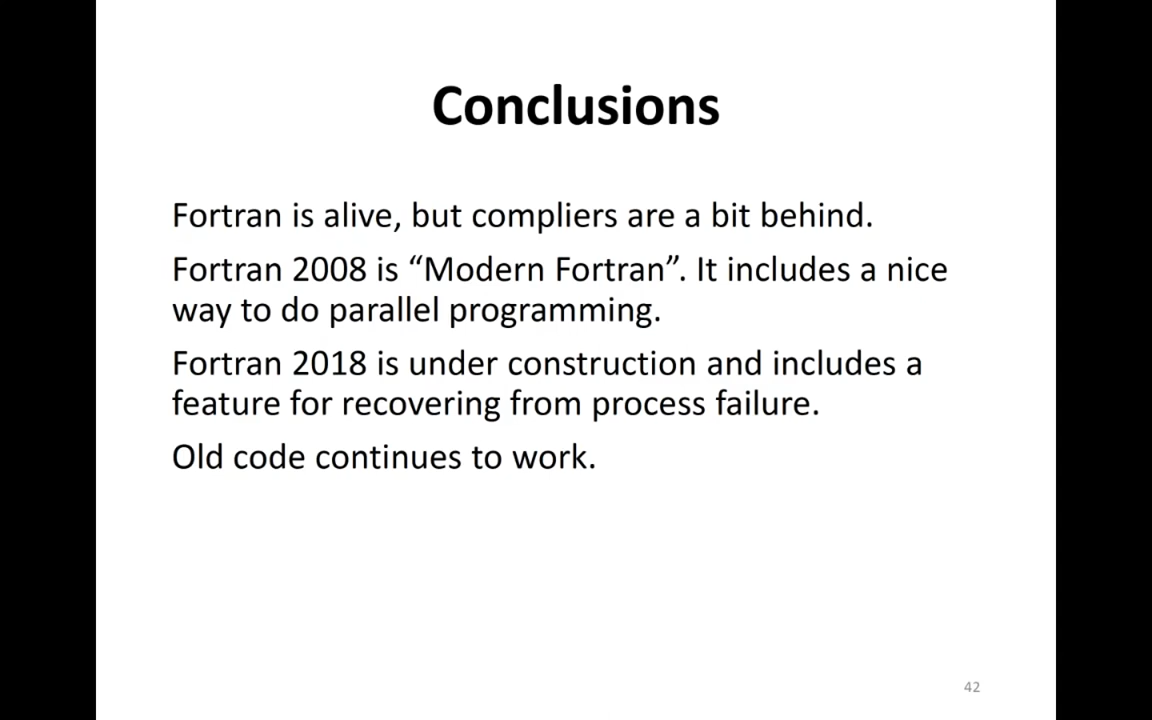 Conclusions
Fortran is alive, but compliers are a bit behind.
Fortran 2008 is “Modern Fortran”. It includes a nice
way to do parallel programming.
Fortran 2018 is under construction and includes a
feature for recovering from process failure.
Old code continues to work.
42